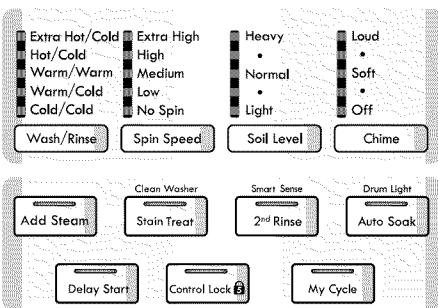 Extra Hot/Cold Extra High Heavy Loud
Hot/Cold High • •
Warm/Warm Medium Normal Soft
Warm/Cold Low • •
Cold/Cold No Spin Light Off
Wash/Rinse Spin Speed Soil Level Chime
Clean Washer Smart Sense Drum Light
Add Steam Stain Treat 2nd Rinse Auto Soak
Delay Start Control Lock My Cycle